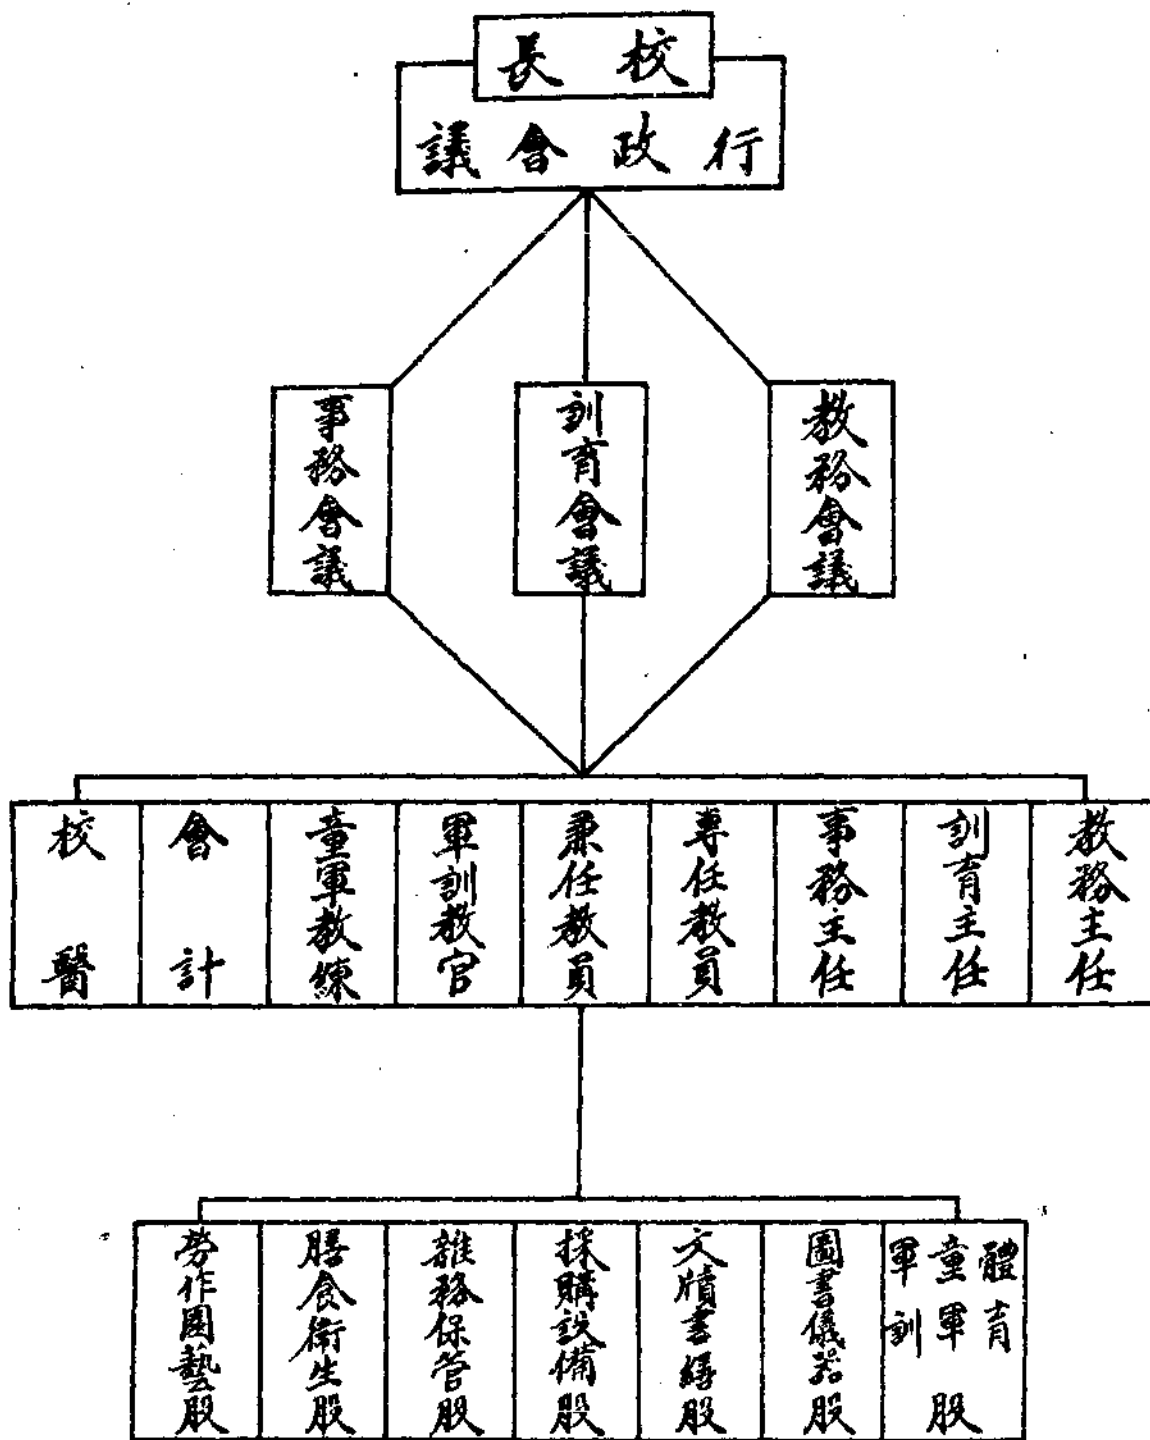 校長
行政會議
教務會議
訓育會議
事務會議
教務主任
訓育主任
事務主任
專任教員
兼任教員
軍訓教官
童軍教練
會計
校醫
體育
童軍股
軍訓
圖書儀器股
文牘書繕股
採購設備股
雜務保管股
膳食衛生股
勞作園藝股